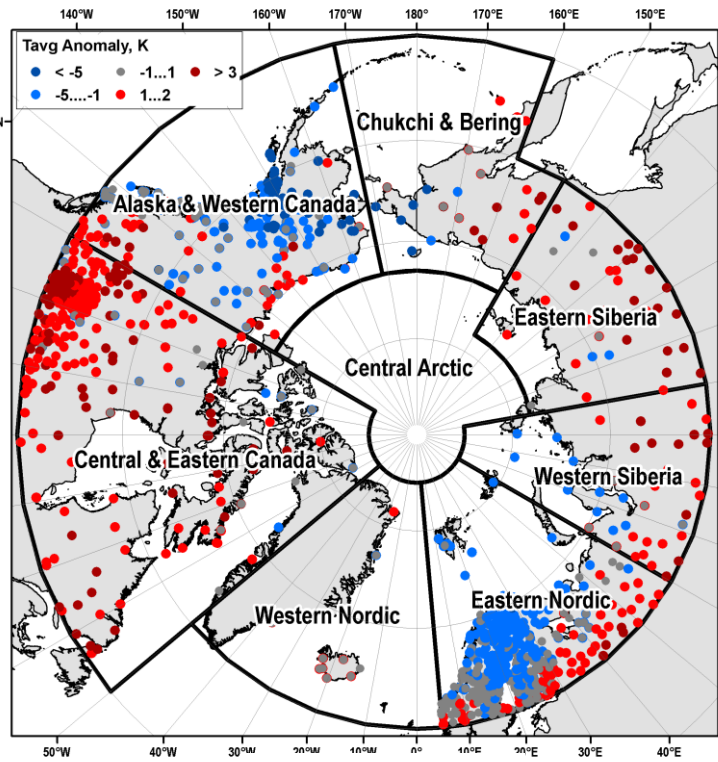 140°W 150°W 160°W 170°W 180° 170°E 160°E 150°E 140°E
Tavg Anomaly, K
< -5 -1...1 > 3
-5....-1 1...2
Chukchi & Bering
Alaska & Western Canada
Eastern Siberia
Central Arctic
Central & Eastern Canada
Western Siberia
Eastern Nordic
Western Nordic
50°W 40°W 30°W 20°W 10°W 0° 10°E 20°E 30°E 40°E